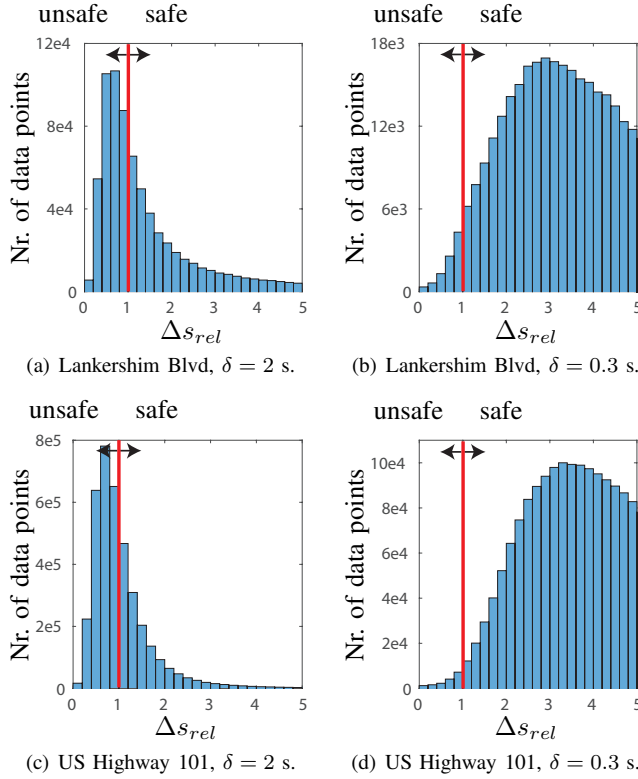 unsafe safe
12e4
8e4
4e4
0
0 1 2 3 4 5
Nr. of data points
Δs_rel
(a) Lankershim Blvd, δ = 2 s.
unsafe safe
18e3
12e3
6e3
0
0 1 2 3 4 5
Nr. of data points
Δs_rel
(b) Lankershim Blvd, δ = 0.3 s.
unsafe safe
8e5
6e5
4e5
2e5
0
0 1 2 3 4 5
Nr. of data points
Δs_rel
(c) US Highway 101, δ = 2 s.
unsafe safe
10e4
8e4
6e4
4e4
2e4
0
0 1 2 3 4 5
Nr. of data points
Δs_rel
(d) US Highway 101, δ = 0.3 s.